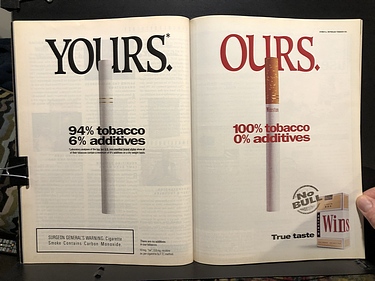 YOURS.*
94% tobacco
6% additives
SURGEON GENERAL'S WARNING: Cigarette
Smoke Contains Carbon Monoxide
OURS.
Winston
100% tobacco
0% additives
No
BULL
True taste
Wins